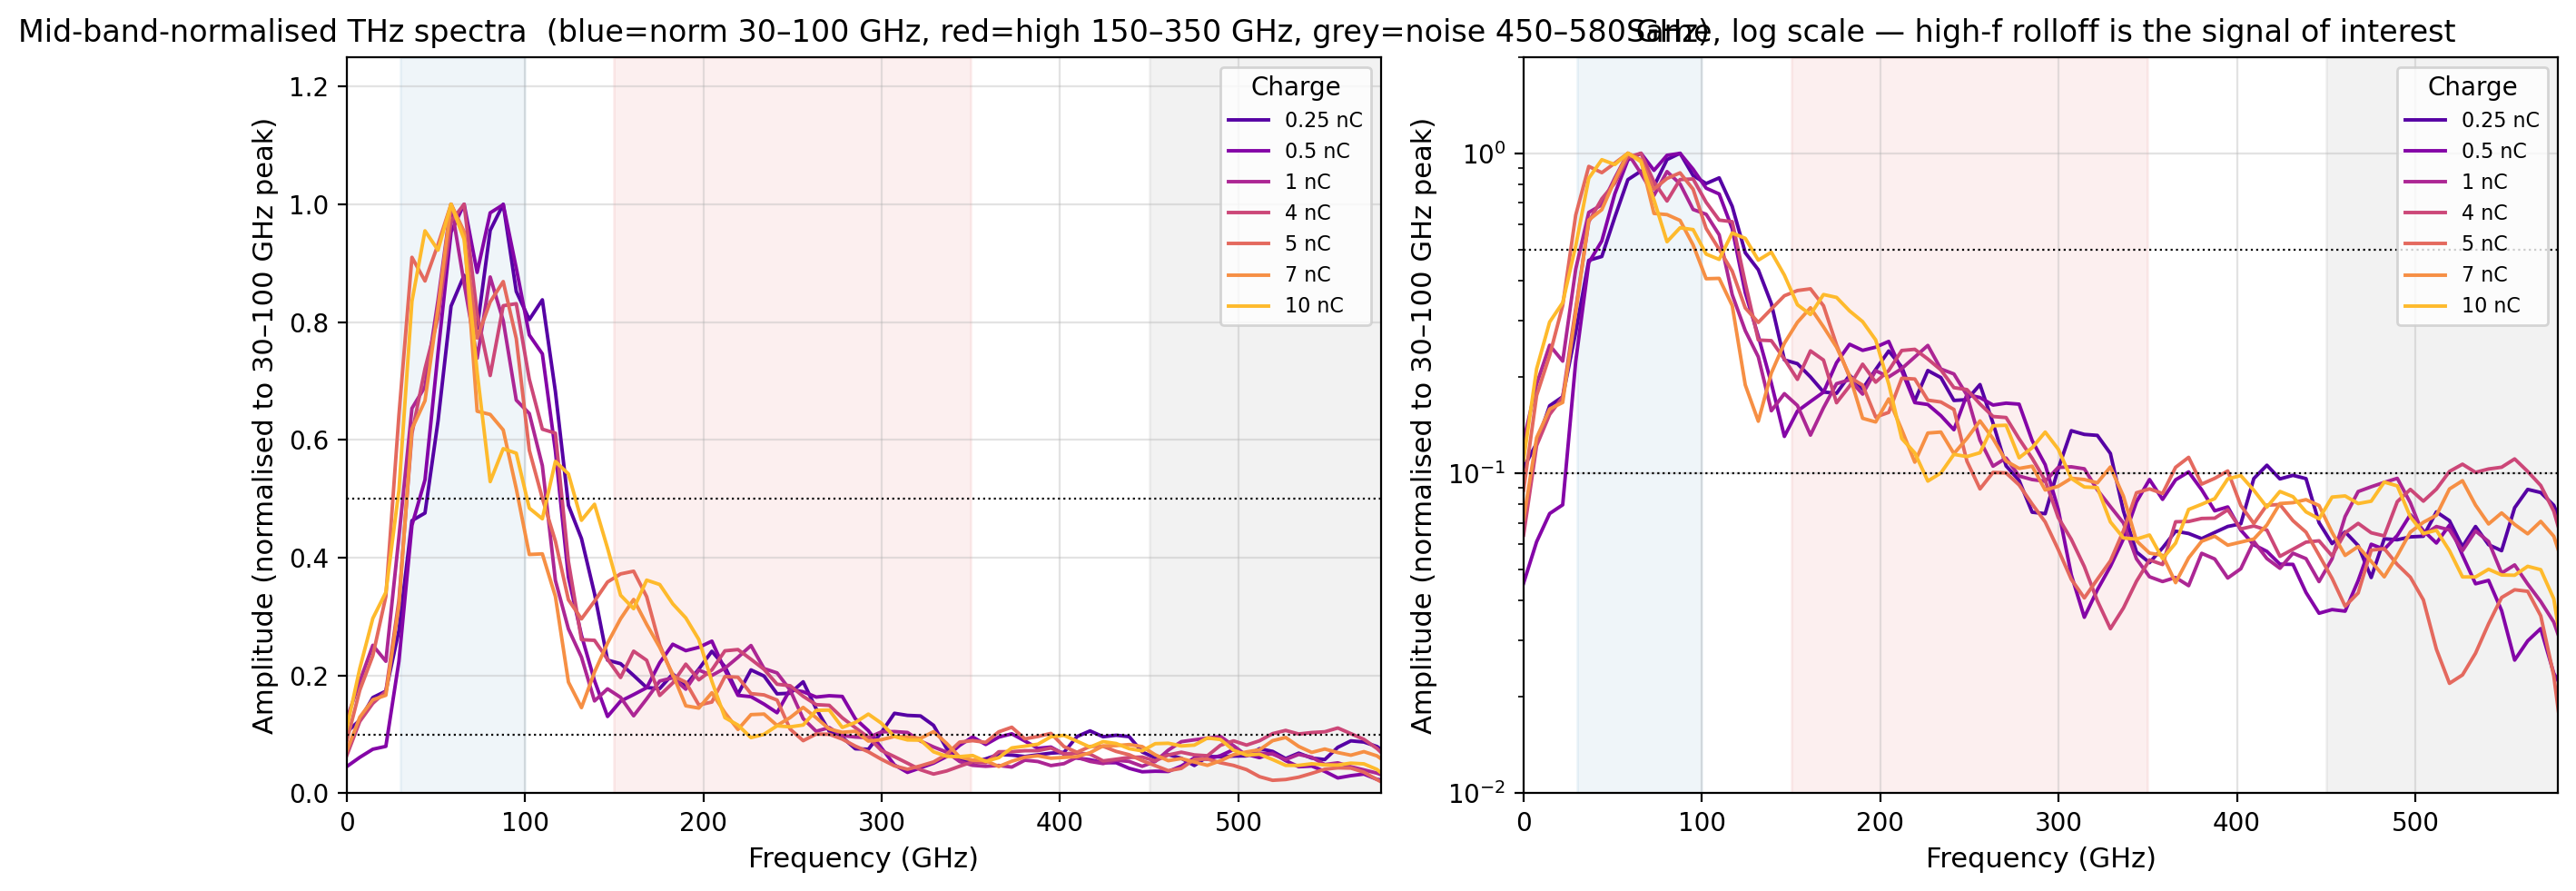 Mid-band-normalised THz spectra  (blue=norm 30–100 GHz, red=high 150–350 GHz, grey=noise 450–580 GHz)
Same, log scale — high-f rolloff is the signal of interest
Amplitude (normalised to 30–100 GHz peak)
1.2
1.0
0.8
0.6
0.4
0.2
0.0
0
100
200
300
400
500
Frequency (GHz)
Charge
0.25 nC
0.5 nC
1 nC
4 nC
5 nC
7 nC
10 nC
Amplitude (normalised to 30–100 GHz peak)
10⁰
10⁻¹
10⁻²
0
100
200
300
400
500
Frequency (GHz)
Charge
0.25 nC
0.5 nC
1 nC
4 nC
5 nC
7 nC
10 nC